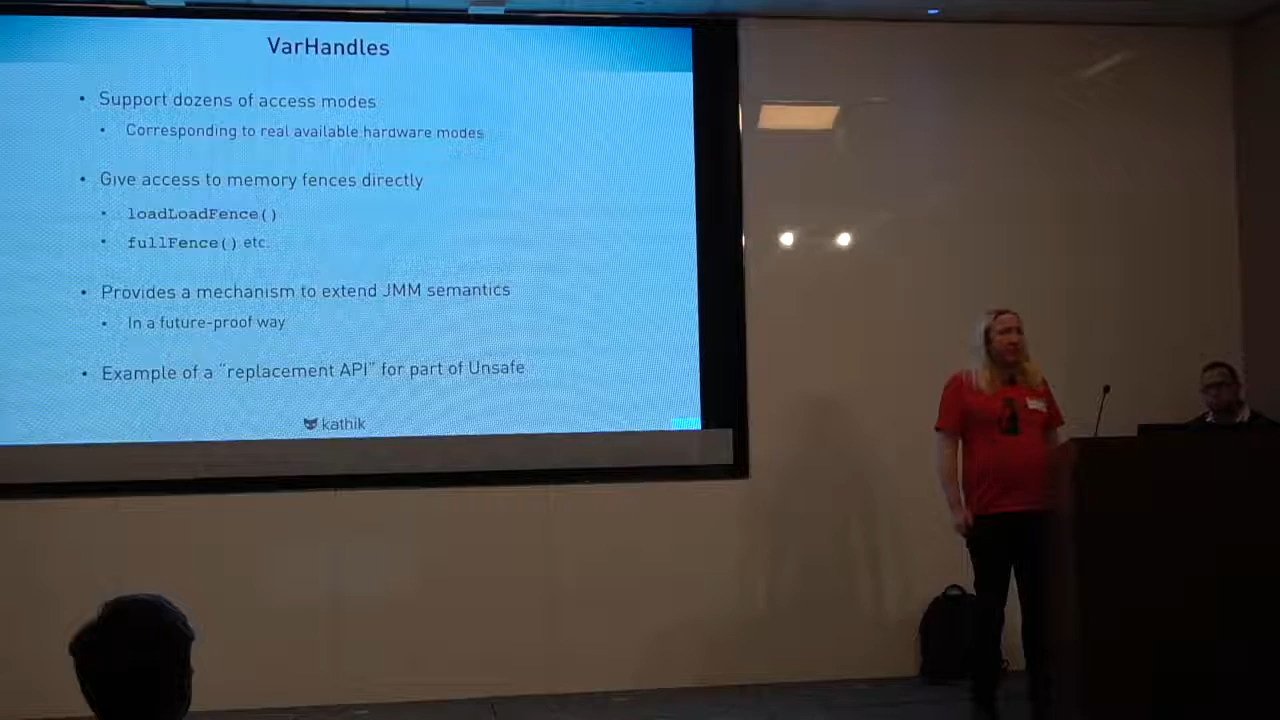 VarHandles
• Support dozens of access modes
• Corresponding to real available hardware modes
• Give access to memory fences directly
• loadLoadFence()
• fullFence() etc.
• Provides a mechanism to extend JMM semantics
• In a future-proof way
• Example of a “replacement API” for part of Unsafe
kathik